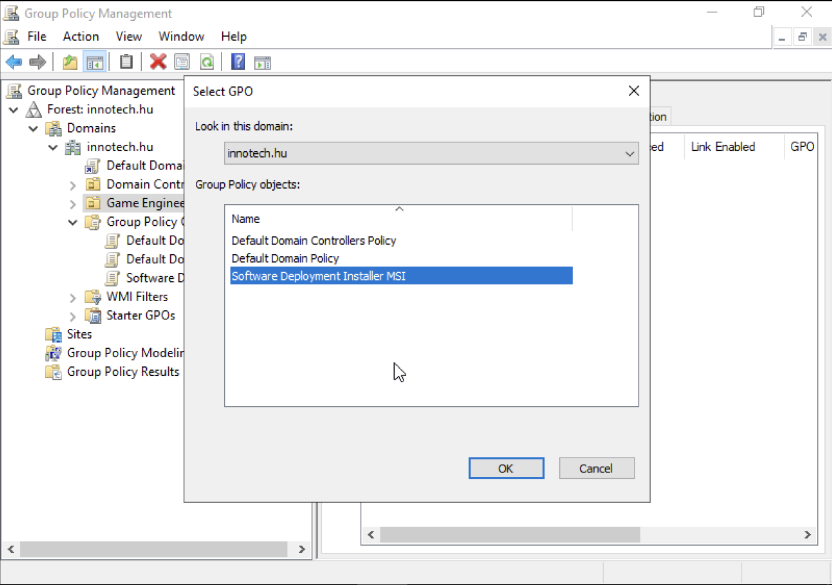 Group Policy Management
File Action View Window Help
Group Policy Management
Forest: innotech.hu
Domains
innotech.hu
Default Domai
Domain Contr
Game Enginee
Group Policy
Default Do
Default Do
Software D
WMI Filters
Starter GPOs
Sites
Group Policy Modelin
Group Policy Results
Select GPO
Look in this domain:
innotech.hu
Group Policy objects:
Name
Default Domain Controllers Policy
Default Domain Policy
Software Deployment Installer MSI
OK Cancel
tion
ed Link Enabled GPO